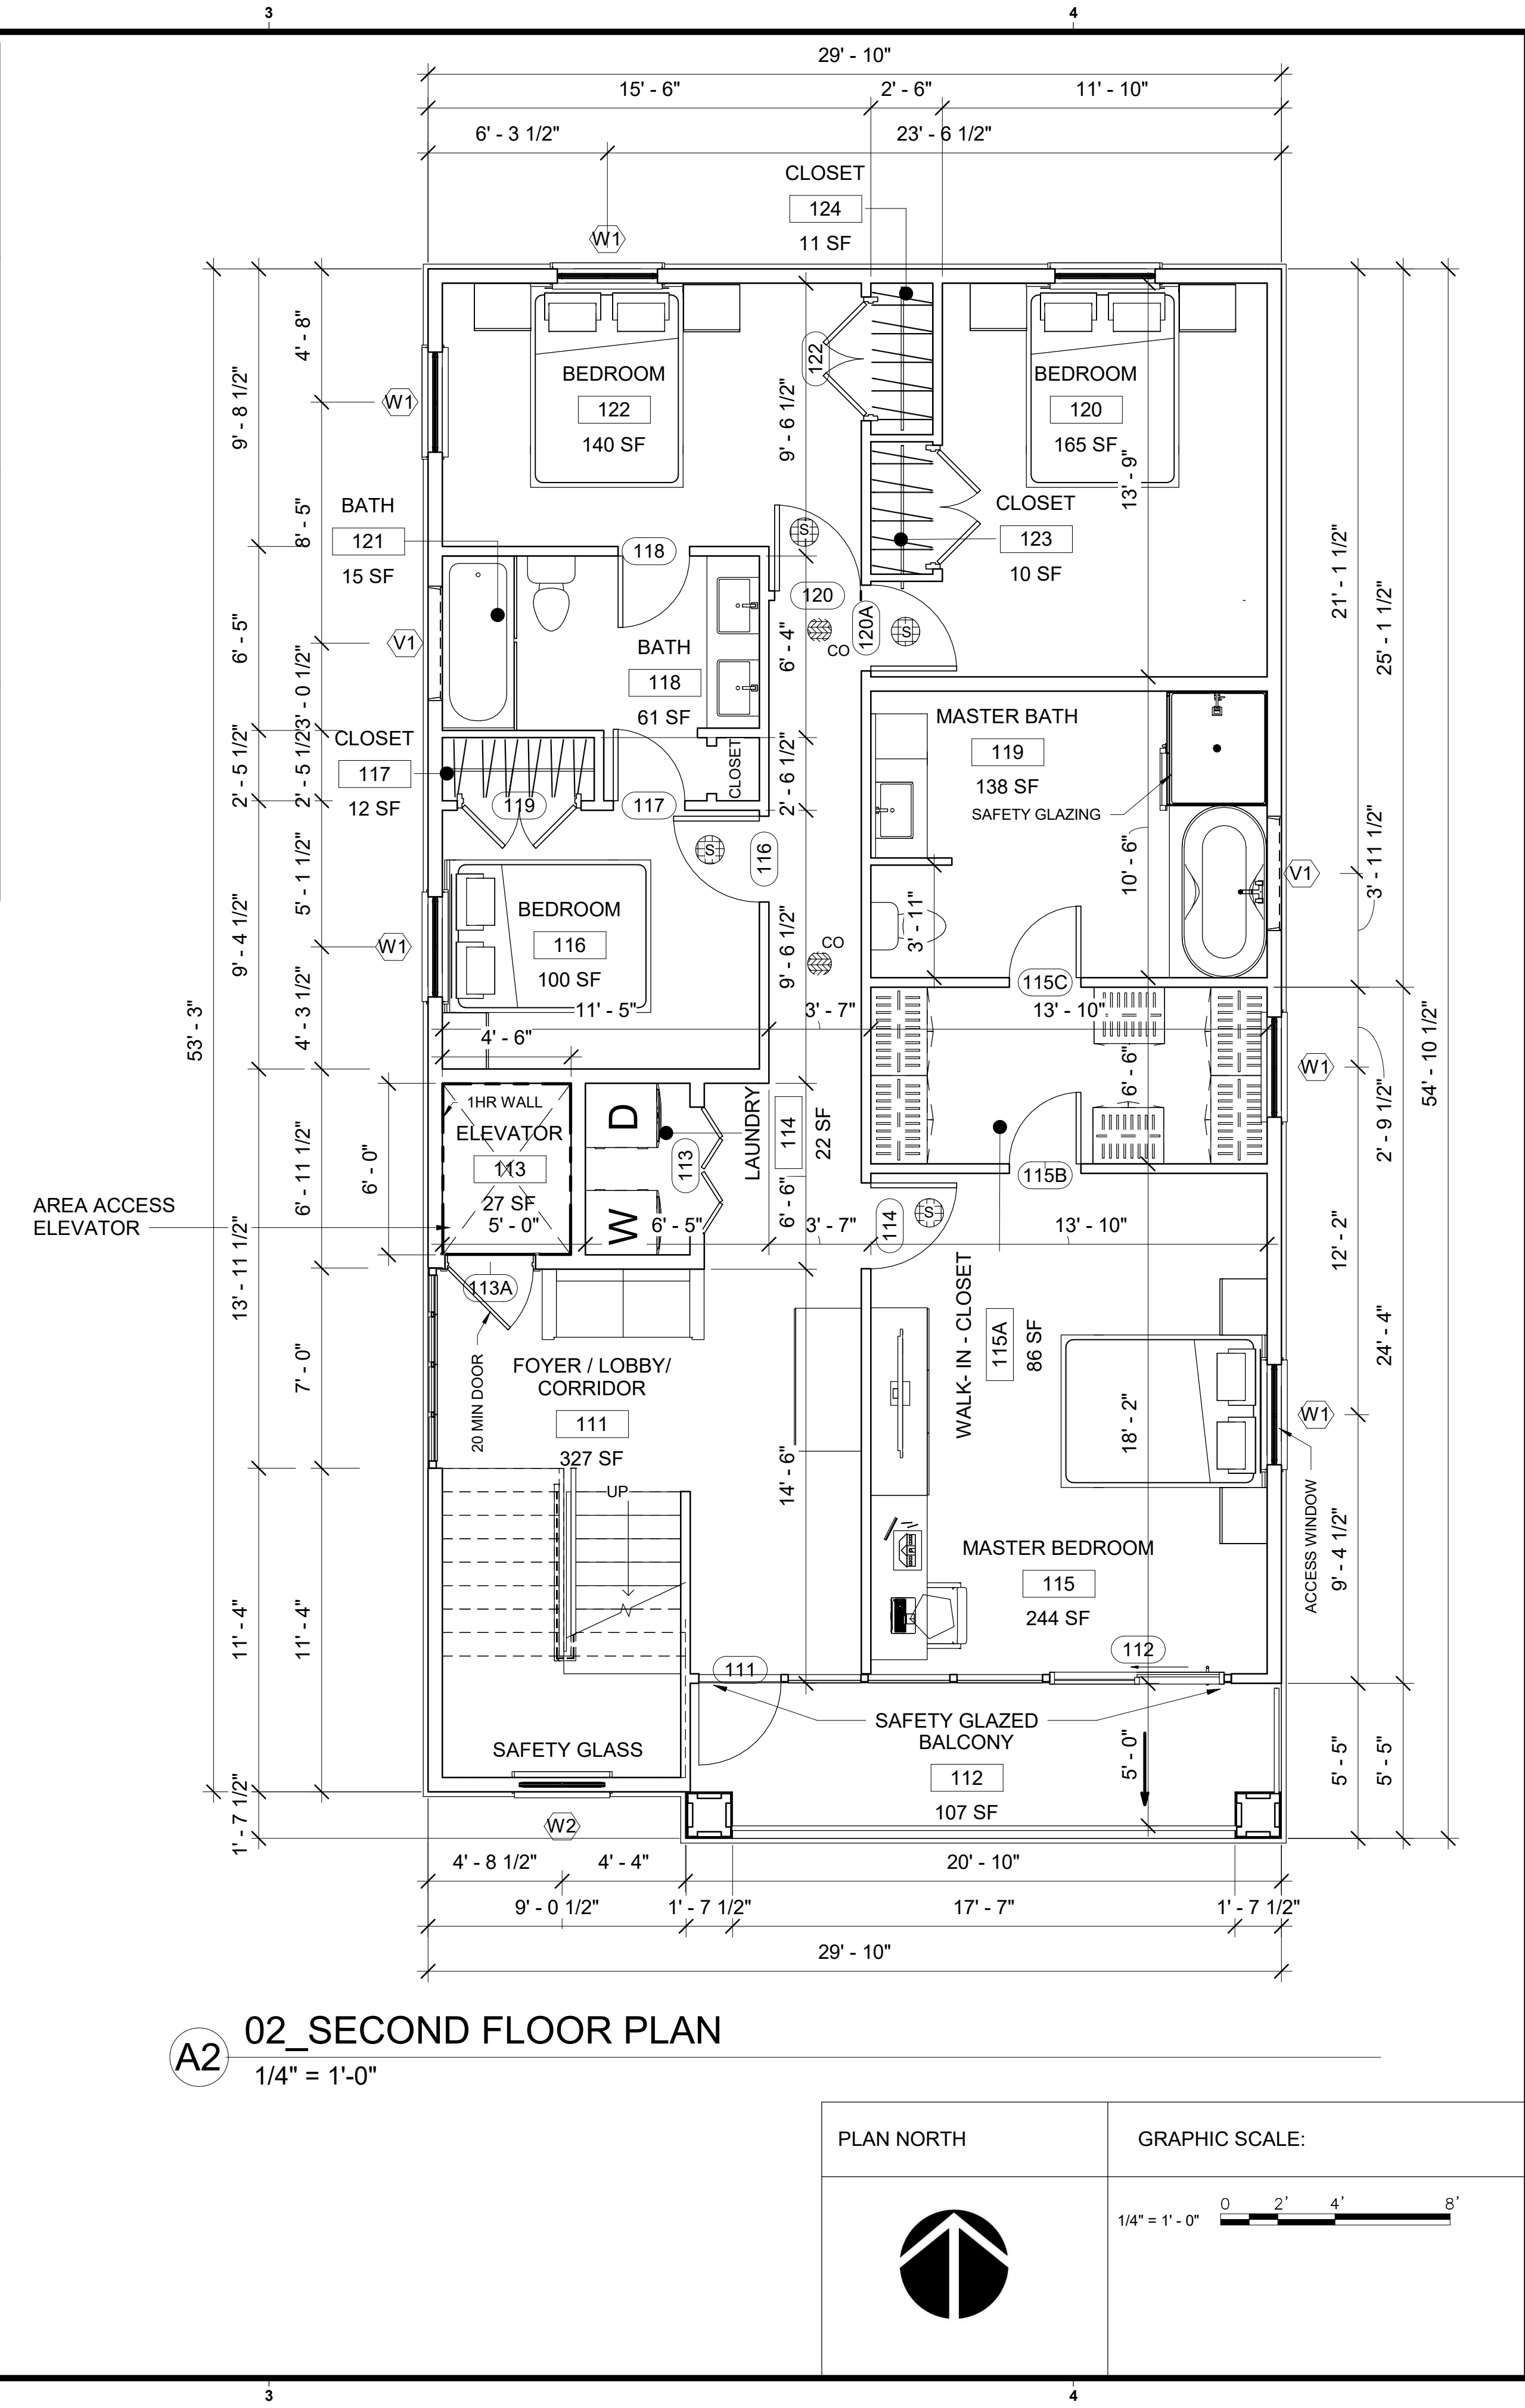 3
4
29' - 10"
15' - 6"
2' - 6"
11' - 10"
6' - 3 1/2"
23' - 6 1/2"
CLOSET
124
11 SF
W1
4' - 8"
9' - 8 1/2"
W1
BEDROOM
122
140 SF
122
9' - 6 1/2"
BEDROOM
120
165 SF
13' - 9"
BATH
121
15 SF
8' - 5"
118
S
CLOSET
123
10 SF
21' - 1 1/2"
25' - 1 1/2"
120
120A
S
CO
6' - 5"
V1
BATH
118
61 SF
6' - 4"
3' - 0 1/2"
2' - 5 1/2"
2' - 5 1/2"
CLOSET
117
12 SF
119
117
CLOSET
2' - 6 1/2"
MASTER BATH
119
138 SF
SAFETY GLAZING
S
116
10' - 6"
V1
3' - 11 1/2"
5' - 1 1/2"
9' - 4 1/2"
W1
BEDROOM
116
100 SF
9' - 6 1/2"
CO
3' - 11"
115C
53' - 3"
4' - 3 1/2"
11' - 5"
3' - 7"
13' - 10"
4' - 6"
6' - 6"
W1
54' - 10 1/2"
2' - 9 1/2"
1HR WALL
ELEVATOR
113
27 SF
5' - 0"
6' - 0"
6' - 11 1/2"
D
W
113
LAUNDRY
114
22 SF
6' - 6"
115B
AREA ACCESS
ELEVATOR
6' - 5"
3' - 7"
114
S
13' - 10"
12' - 2"
13' - 11 1/2"
113A
20 MIN DOOR
FOYER / LOBBY/
CORRIDOR
111
327 SF
7' - 0"
WALK- IN - CLOSET
115A
86 SF
24' - 4"
W1
18' - 2"
14' - 6"
UP
ACCESS WINDOW
9' - 4 1/2"
MASTER BEDROOM
115
244 SF
11' - 4"
11' - 4"
111
112
SAFETY GLAZED
BALCONY
112
107 SF
5' - 0"
5' - 5"
5' - 5"
SAFETY GLASS
1' - 7 1/2"
W2
4' - 8 1/2"
4' - 4"
20' - 10"
9' - 0 1/2"
1' - 7 1/2"
17' - 7"
1' - 7 1/2"
29' - 10"
A2
02_SECOND FLOOR PLAN
1/4" = 1'-0"
PLAN NORTH
GRAPHIC SCALE:
1/4" = 1' - 0"
0
2'
4'
8'
3
4